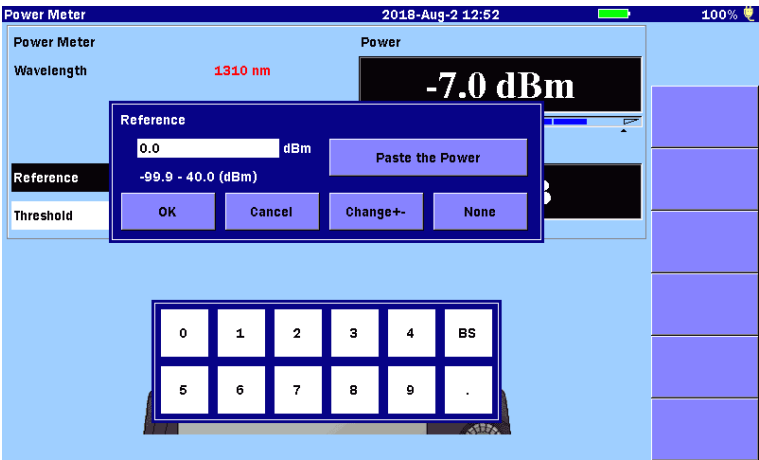 Power Meter 2018-Aug-2 12:52 100%
Power Meter Power
Wavelength 1310 nm
-7.0 dBm
Reference
0.0 dBm Paste the Power
-99.9 - 40.0 (dBm)
Reference
OK Cancel Change+- None
Threshold
0 1 2 3 4 BS
5 6 7 8 9 .